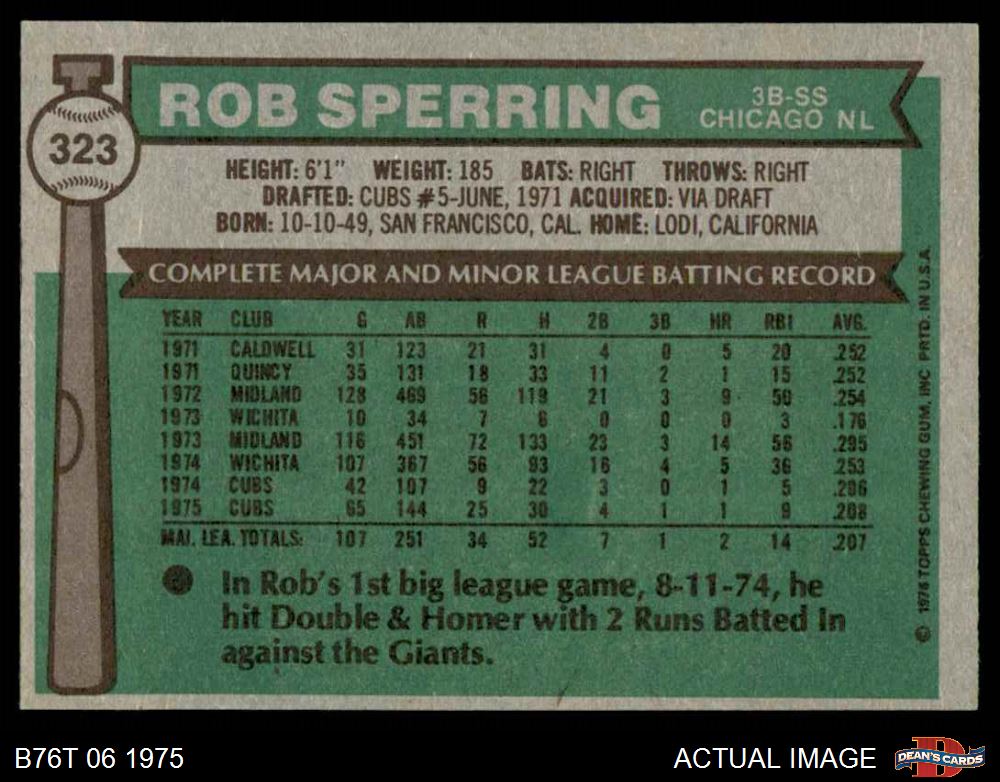 323
ROB SPERRING
3B-SS
CHICAGO NL
HEIGHT: 6'1" WEIGHT: 185 BATS: RIGHT THROWS: RIGHT
DRAFTED: CUBS #5-JUNE, 1971 ACQUIRED: VIA DRAFT
BORN: 10-10-49, SAN FRANCISCO, CAL. HOME: LODI, CALIFORNIA
COMPLETE MAJOR AND MINOR LEAGUE BATTING RECORD
YEAR CLUB G AB R H 2B 3B HR RBI AVG.
1971 CALDWELL 31 123 21 31 4 0 5 20 .252
1971 QUINCY 35 131 18 33 11 2 1 15 .252
1972 MIDLAND 128 469 56 119 21 3 9 50 .254
1973 WICHITA 10 34 7 6 0 0 0 3 .176
1973 MIDLAND 116 451 72 133 23 3 14 56 .295
1974 WICHITA 107 367 56 93 16 4 5 36 .253
1974 CUBS 42 107 9 22 3 0 1 5 .206
1975 CUBS 65 144 25 30 4 1 1 9 .208
MAJ. LEA. TOTALS: 107 251 34 52 7 1 2 14 .207
In Rob's 1st big league game, 8-11-74, he
hit Double & Homer with 2 Runs Batted In
against the Giants.
© 1976 TOPPS CHEWING GUM, INC PRTD. IN U.S.A.
B76T 06 1975
ACTUAL IMAGE
D
DEAN'S CARDS